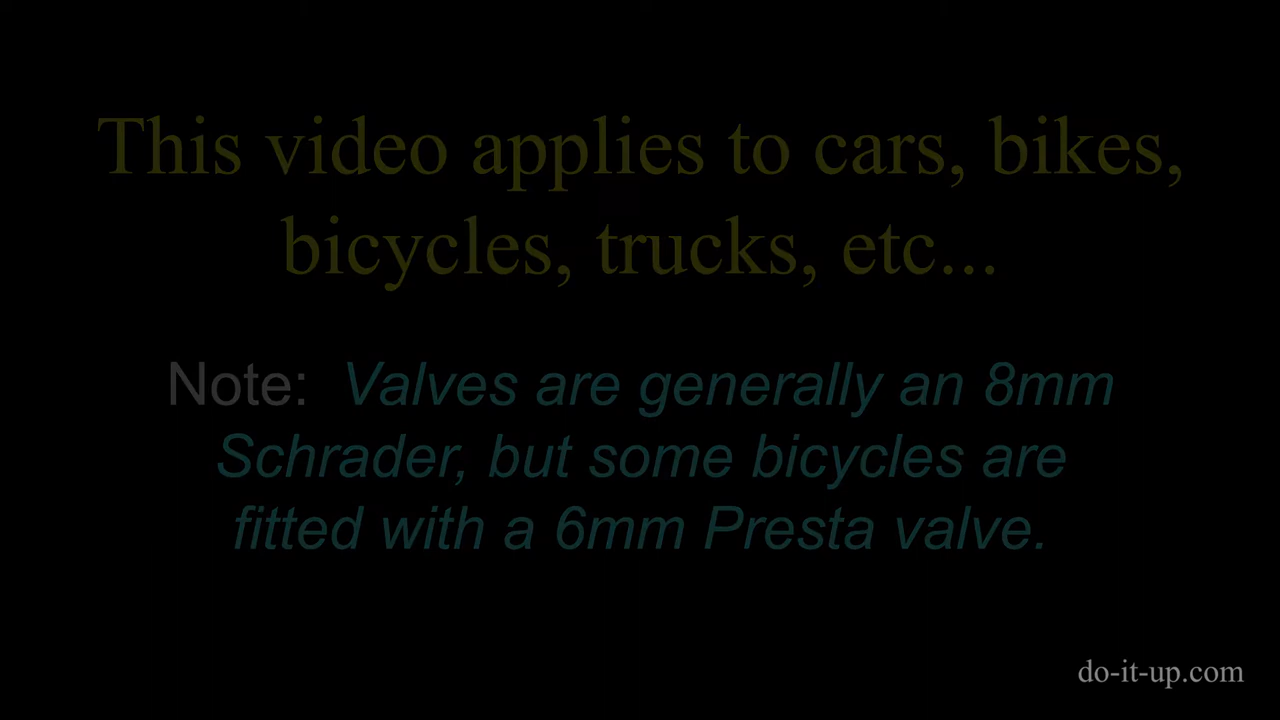 This video applies to cars, bikes,
bicycles, trucks, etc...
Note: Valves are generally an 8mm
Schrader, but some bicycles are
fitted with a 6mm Presta valve.
do-it-up.com